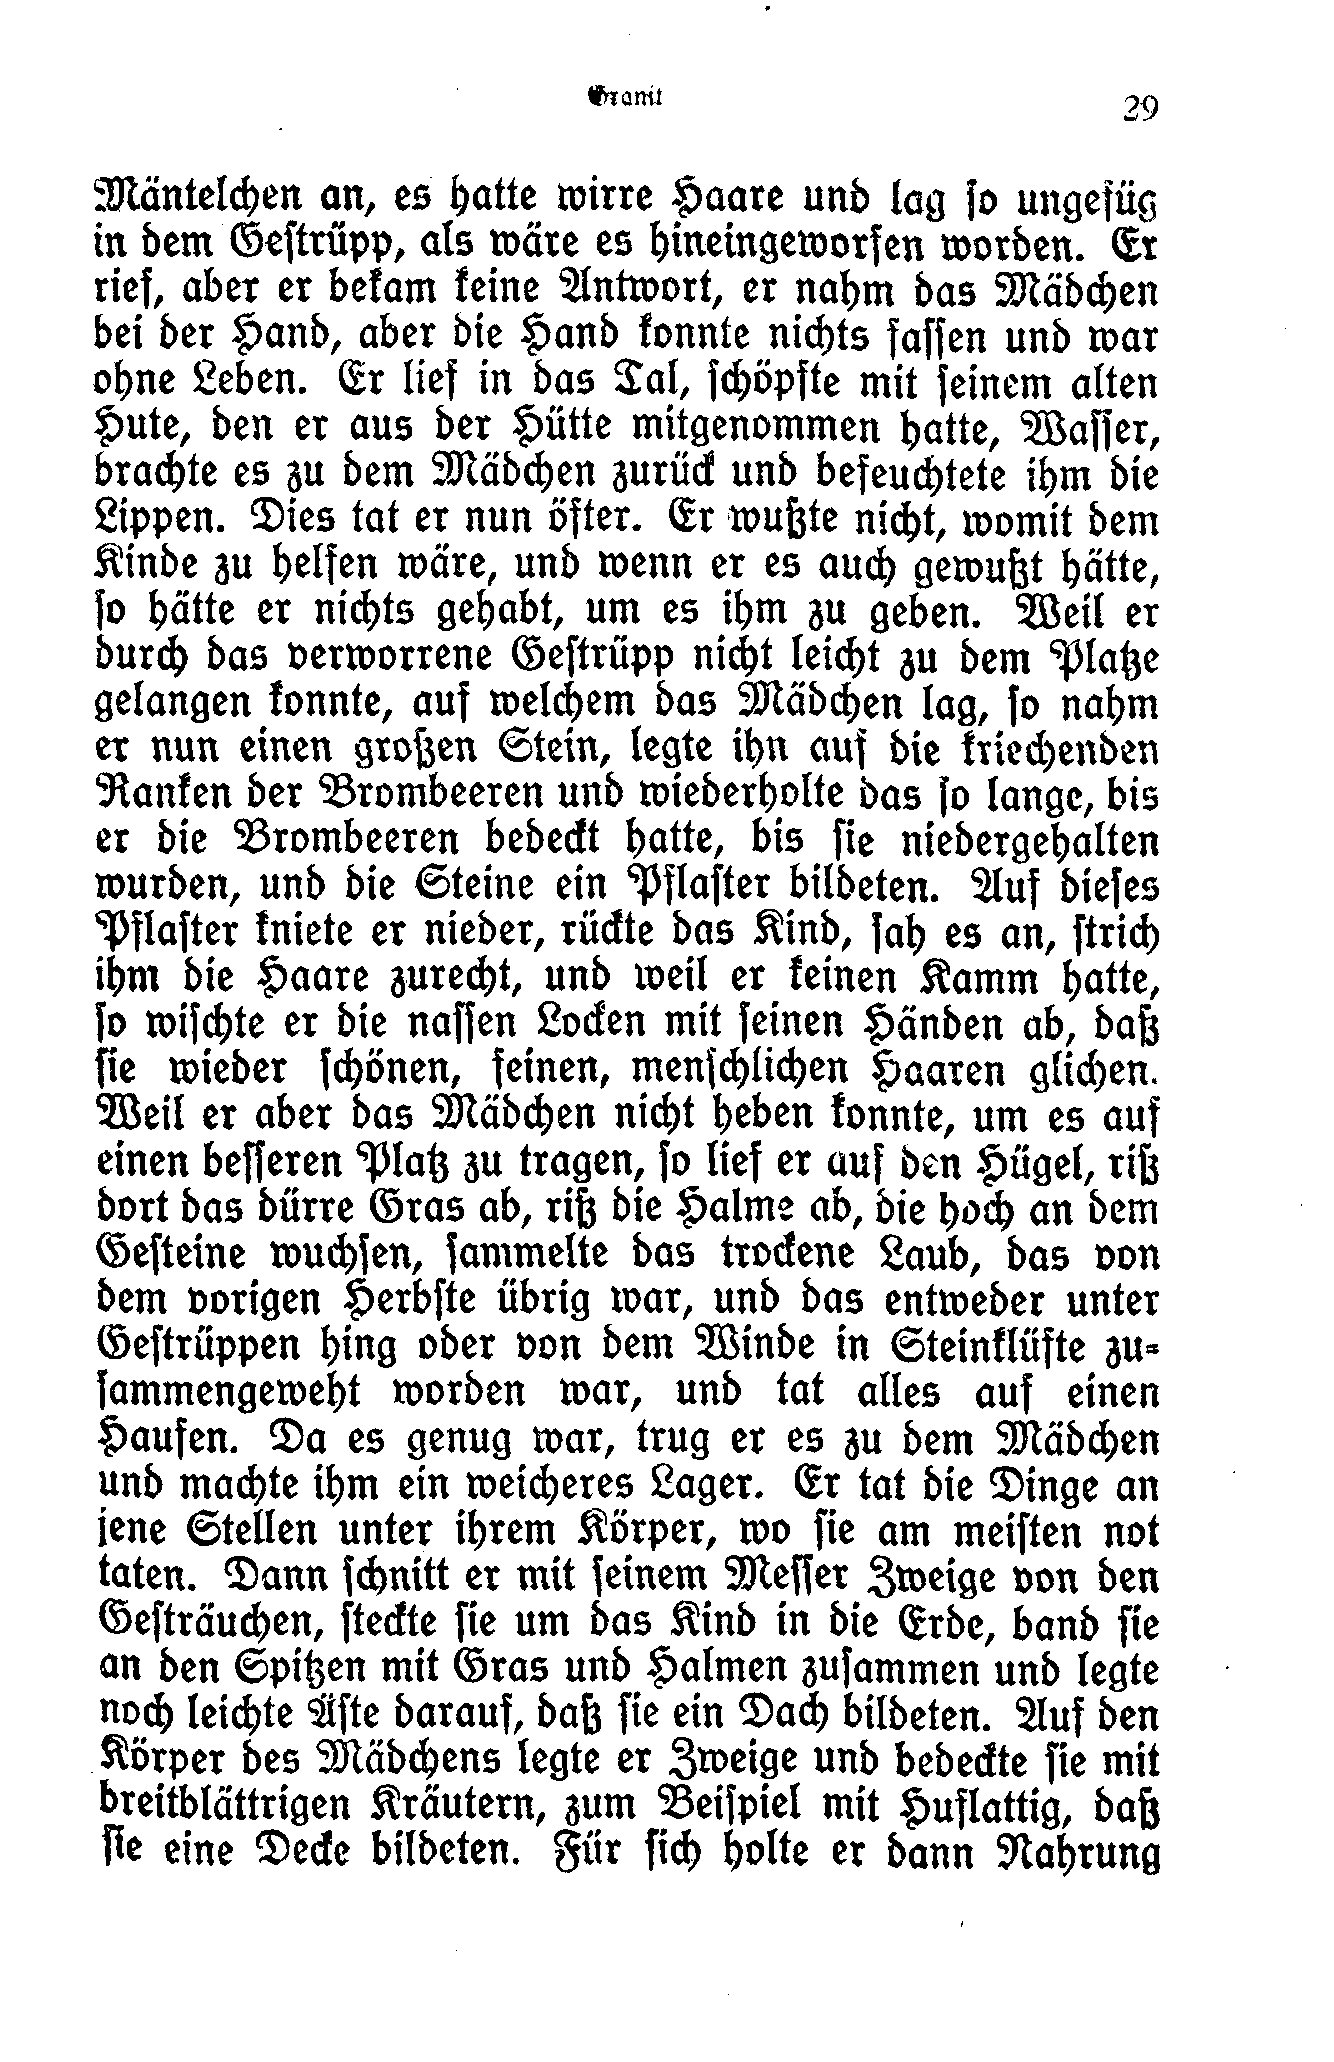 Granit
29
Mäntelchen an, es hatte wirre Haare und lag so ungefüg
in dem Gestrüpp, als wäre es hineingeworfen worden. Er
rief, aber er bekam keine Antwort, er nahm das Mädchen
bei der Hand, aber die Hand konnte nichts fassen und war
ohne Leben. Er lief in das Tal, schöpfte mit seinem alten
Hute, den er aus der Hütte mitgenommen hatte, Wasser,
brachte es zu dem Mädchen zurück und befeuchtete ihm die
Lippen. Dies tat er nun öfter. Er wußte nicht, womit dem
Kinde zu helfen wäre, und wenn er es auch gewußt hätte,
so hätte er nichts gehabt, um es ihm zu geben. Weil er
durch das verworrene Gestrüpp nicht leicht zu dem Platze
gelangen konnte, auf welchem das Mädchen lag, so nahm
er nun einen großen Stein, legte ihn auf die kriechenden
Ranken der Brombeeren und wiederholte das so lange, bis
er die Brombeeren bedeckt hatte, bis sie niedergehalten
wurden, und die Steine ein Pflaster bildeten. Auf dieses
Pflaster kniete er nieder, rückte das Kind, sah es an, strich
ihm die Haare zurecht, und weil er keinen Kamm hatte,
so wischte er die nassen Locken mit seinen Händen ab, daß
sie wieder schönen, feinen, menschlichen Haaren glichen.
Weil er aber das Mädchen nicht heben konnte, um es auf
einen besseren Platz zu tragen, so lief er auf den Hügel, riß
dort das dürre Gras ab, riß die Halme ab, die hoch an dem
Gesteine wuchsen, sammelte das trockene Laub, das von
dem vorigen Herbste übrig war, und das entweder unter
Gestrüppen hing oder von dem Winde in Steinklüfte zu-
sammengeweht worden war, und tat alles auf einen
Haufen. Da es genug war, trug er es zu dem Mädchen
und machte ihm ein weicheres Lager. Er tat die Dinge an
jene Stellen unter ihrem Körper, wo sie am meisten not
taten. Dann schnitt er mit seinem Messer Zweige von den
Gesträuchen, steckte sie um das Kind in die Erde, band sie
an den Spitzen mit Gras und Halmen zusammen und legte
noch leichte Äste darauf, daß sie ein Dach bildeten. Auf den
Körper des Mädchens legte er Zweige und bedeckte sie mit
breitblättrigen Kräutern, zum Beispiel mit Huflattig, daß
sie eine Decke bildeten. Für sich holte er dann Nahrung